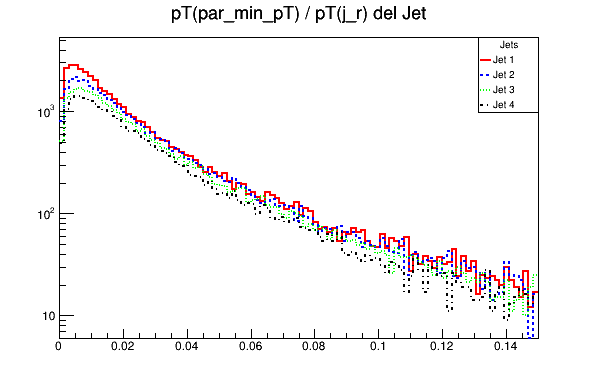 pT(par_min_pT) / pT(j_r) del Jet
Jets
Jet 1
Jet 2
Jet 3
Jet 4
10³
10²
10
0 0.02 0.04 0.06 0.08 0.1 0.12 0.14